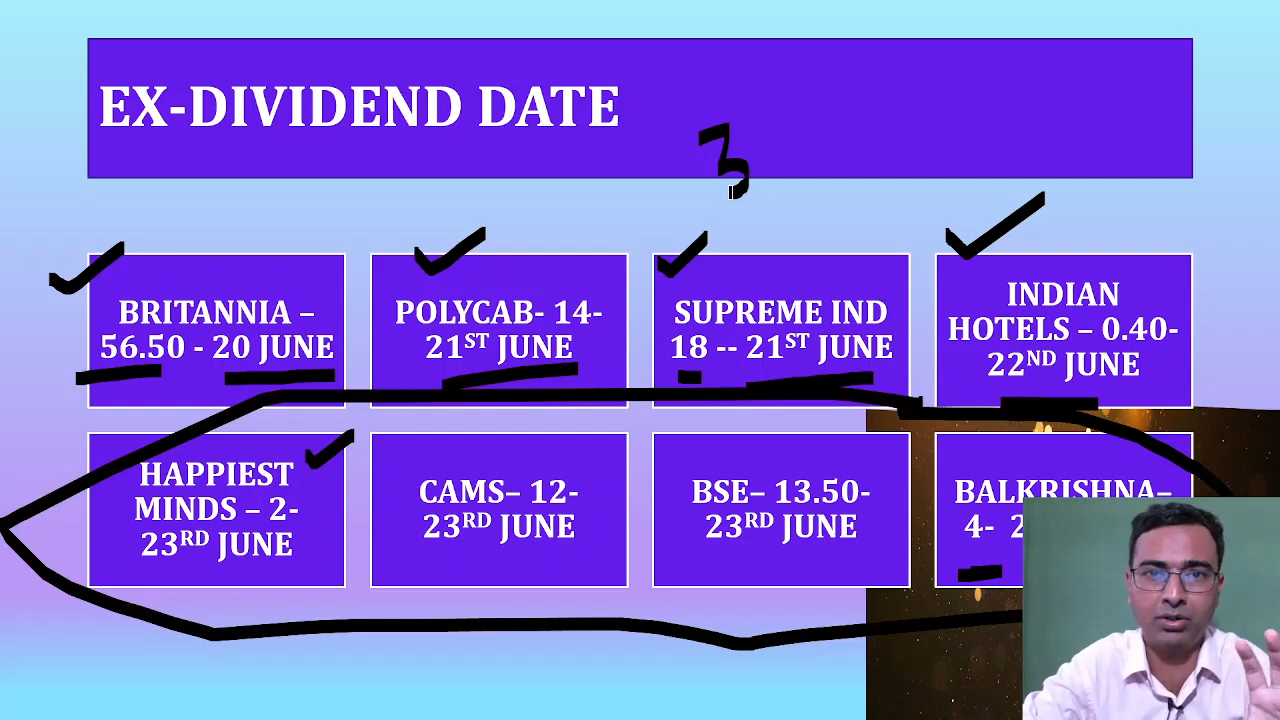 EX-DIVIDEND DATE
3
BRITANNIA –
56.50 - 20 JUNE
POLYCAB- 14-
21ST JUNE
SUPREME IND
18 -- 21ST JUNE
INDIAN
HOTELS – 0.40-
22ND JUNE
HAPPIEST
MINDS – 2-
23RD JUNE
CAMS– 12-
23RD JUNE
BSE– 13.50-
23RD JUNE
BALKRISHNA–
4-